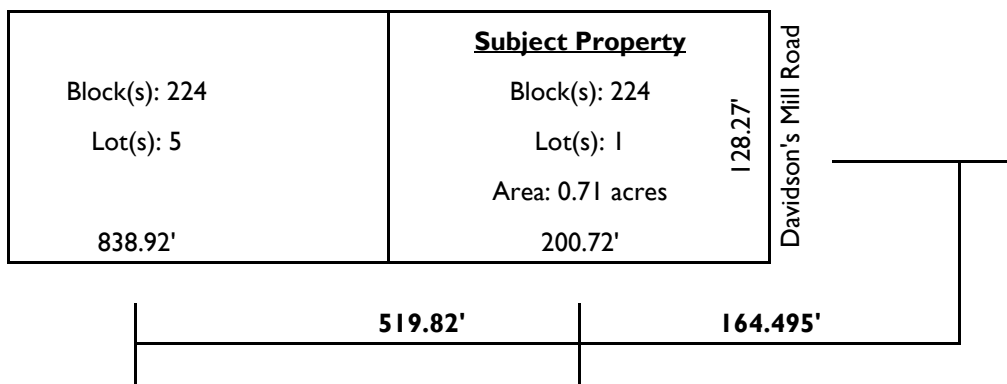 Block(s): 224
Lot(s): 5
838.92'
Subject Property
Block(s): 224
Lot(s): 1
Area: 0.71 acres
200.72'
128.27'
Davidson's Mill Road
519.82'
164.495'